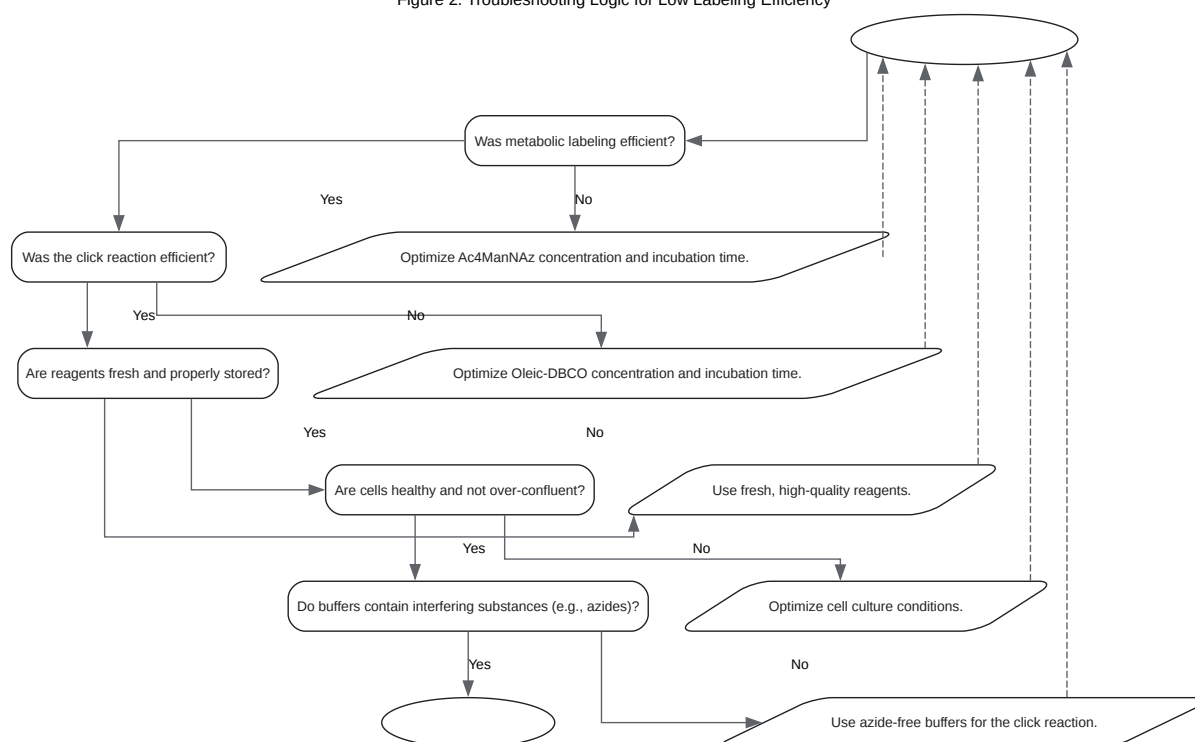 Figure 2. Troubleshooting Logic for Low Labeling Efficiency
Was metabolic labeling efficient?
Yes
No
Was the click reaction efficient?
Optimize Ac4ManNAz concentration and incubation time.
Yes
No
Are reagents fresh and properly stored?
Optimize Oleic-DBCO concentration and incubation time.
Yes
No
Are cells healthy and not over-confluent?
Use fresh, high-quality reagents.
Yes
No
Do buffers contain interfering substances (e.g., azides)?
Optimize cell culture conditions.
Yes
No
Use azide-free buffers for the click reaction.